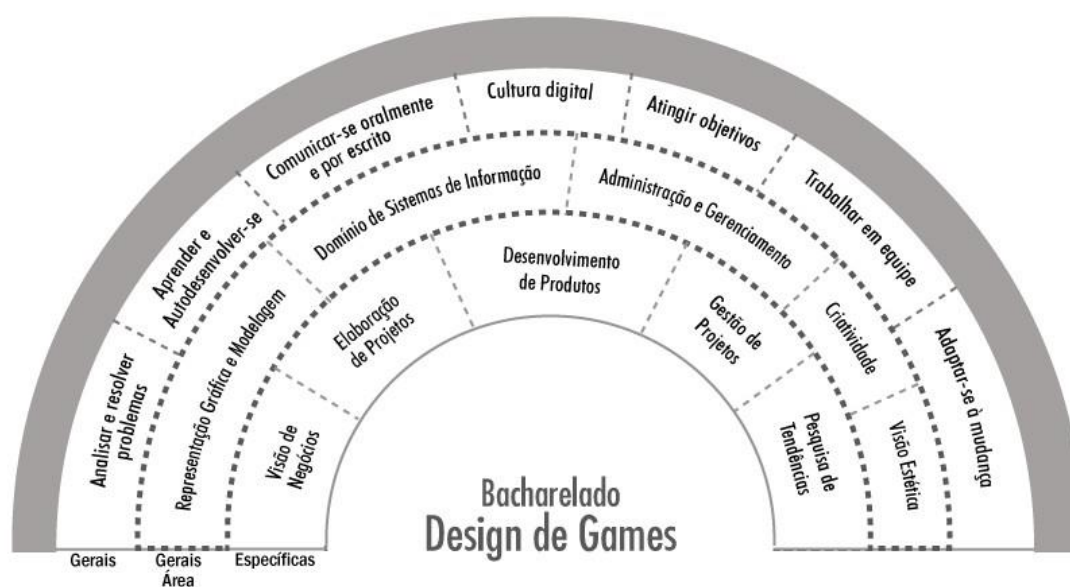 Analisar e resolver
problemas
Aprender e
Autodesenvolver-se
Comunicar-se oralmente
e por escrito
Cultura digital
Atingir objetivos
Trabalhar em equipe
Adaptar-se à mudança
Representação Gráfica e Modelagem
Domínio de Sistemas de Informação
Administração e Gerenciamento
Criatividade
Visão Estética
Visão de
Negócios
Elaboração
de Projetos
Desenvolvimento
de Produtos
Gestão de
Projetos
Pesquisa de
Tendências
Bacharelado
Design de Games
Gerais
Gerais
Área
Específicas